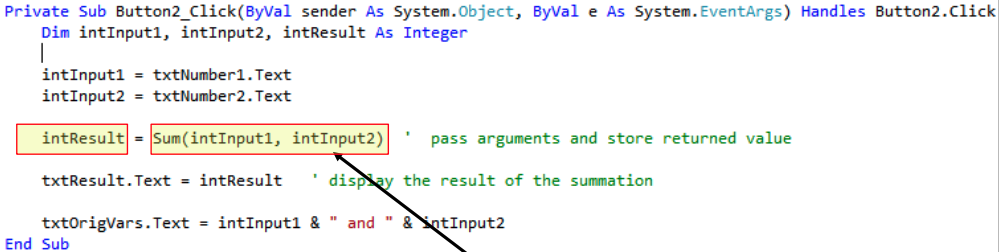 Private Sub Button2_Click(ByVal sender As System.Object, ByVal e As System.EventArgs) Handles Button2.Click
Dim intInput1, intInput2, intResult As Integer
intInput1 = txtNumber1.Text
intInput2 = txtNumber2.Text
intResult = Sum(intInput1, intInput2) ' pass arguments and store returned value
txtResult.Text = intResult ' display the result of the summation
txtOrigVars.Text = intInput1 & " and " & intInput2
End Sub